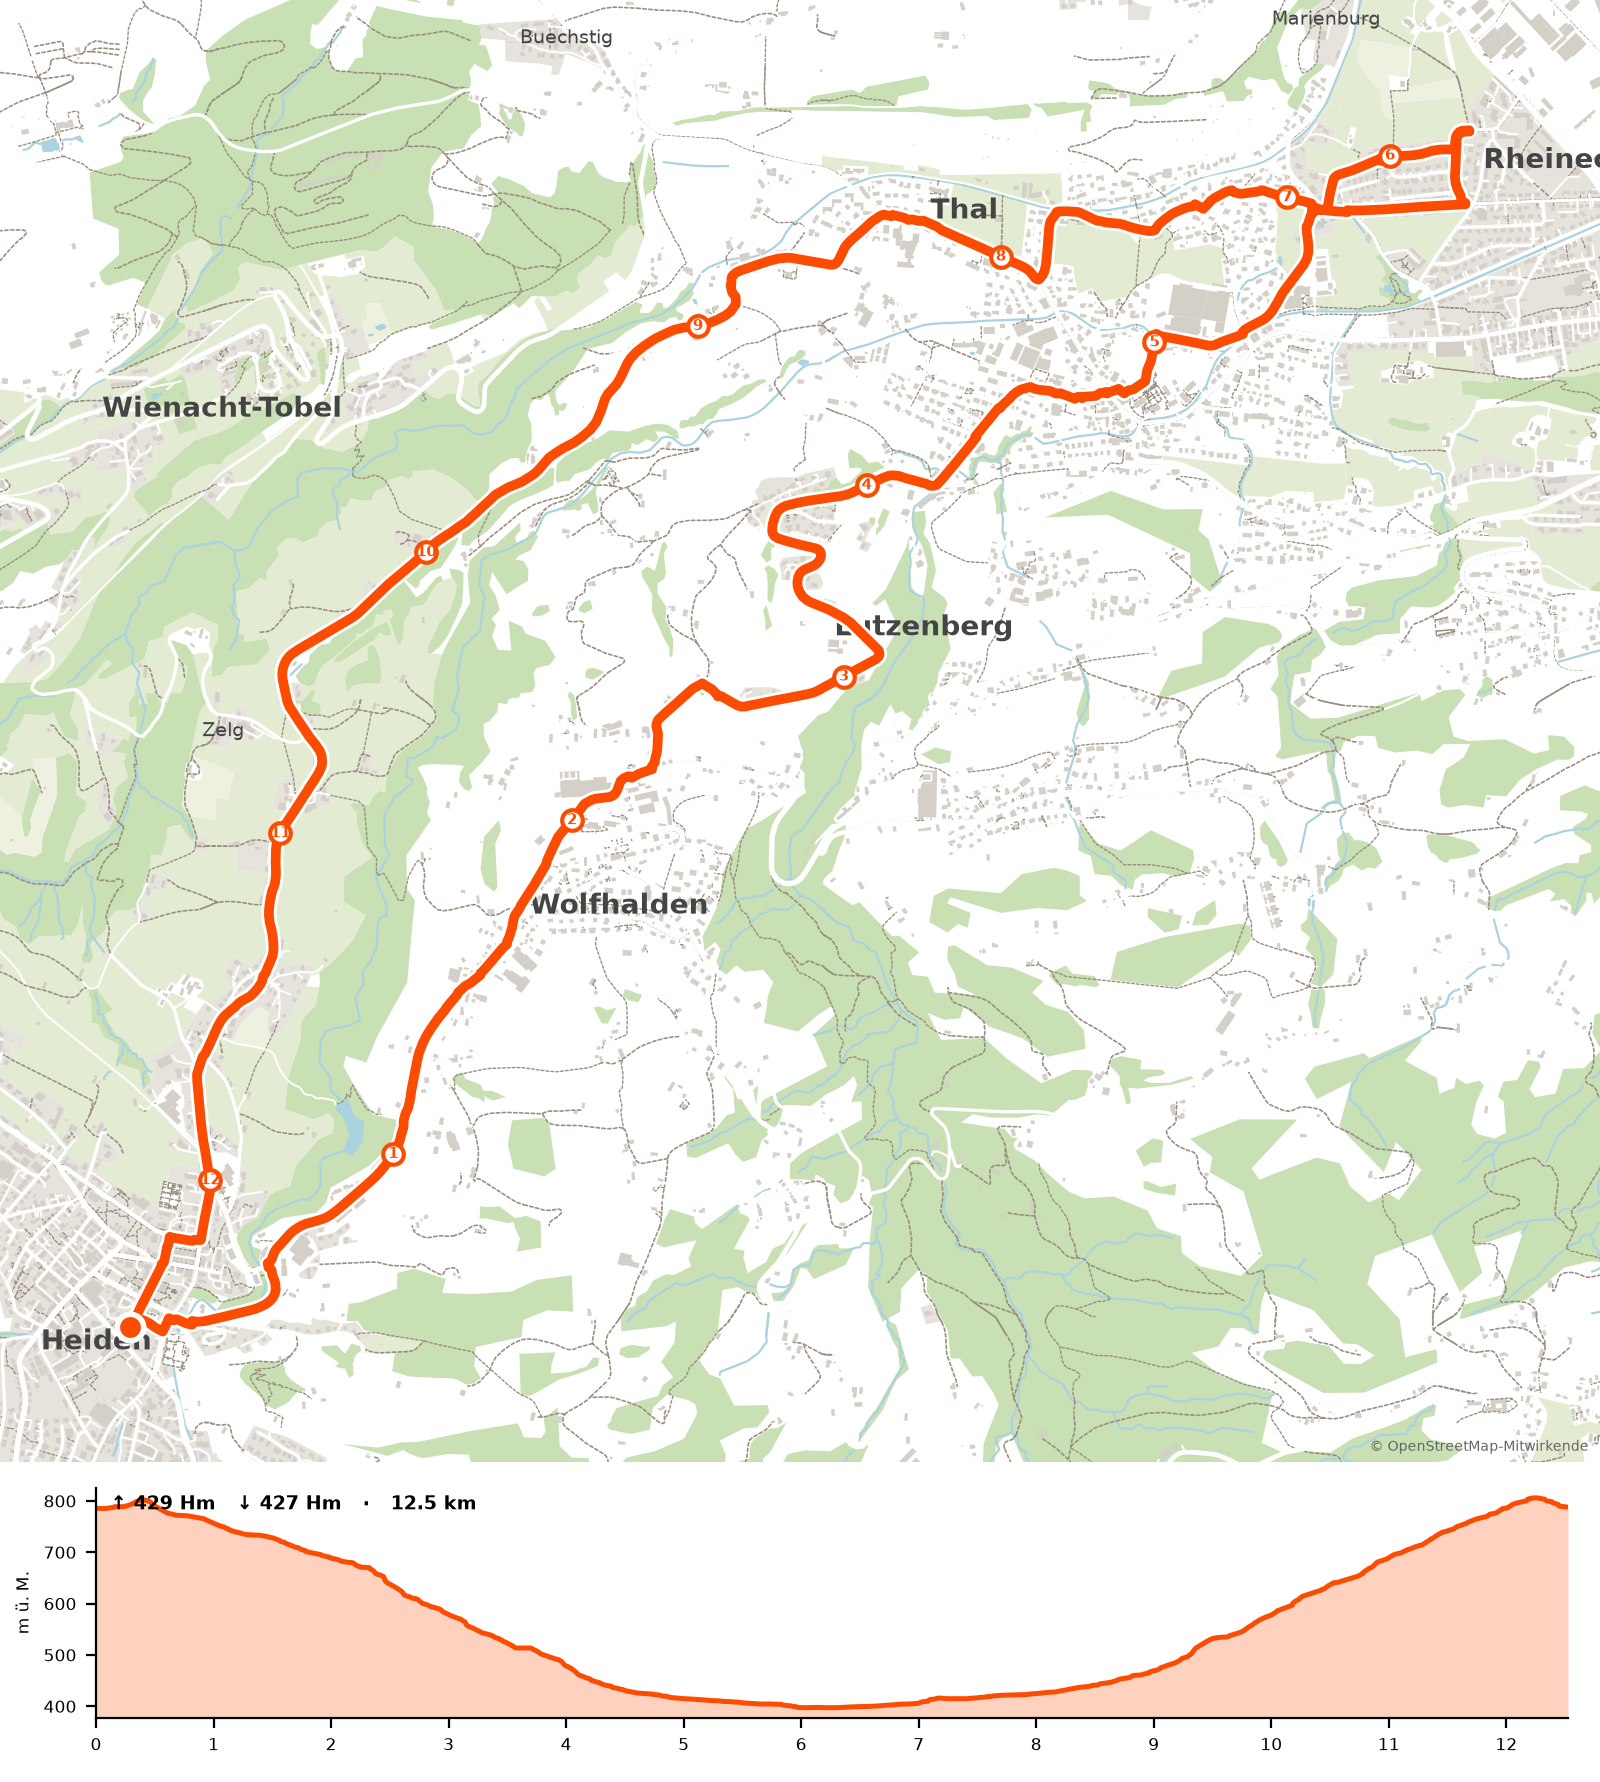 Marienburg
Buechstig
6
Rheinec
7
Thal
8
9
5
Wienacht-Tobel
4
10
Lutzenberg
3
Zelg
11
2
Wolfhalden
1
12
Heiden
© OpenStreetMap-Mitwirkende
↑ 429 Hm ↓ 427 Hm · 12.5 km
800
700
600
500
400
m ü. M.
0 1 2 3 4 5 6 7 8 9 10 11 12